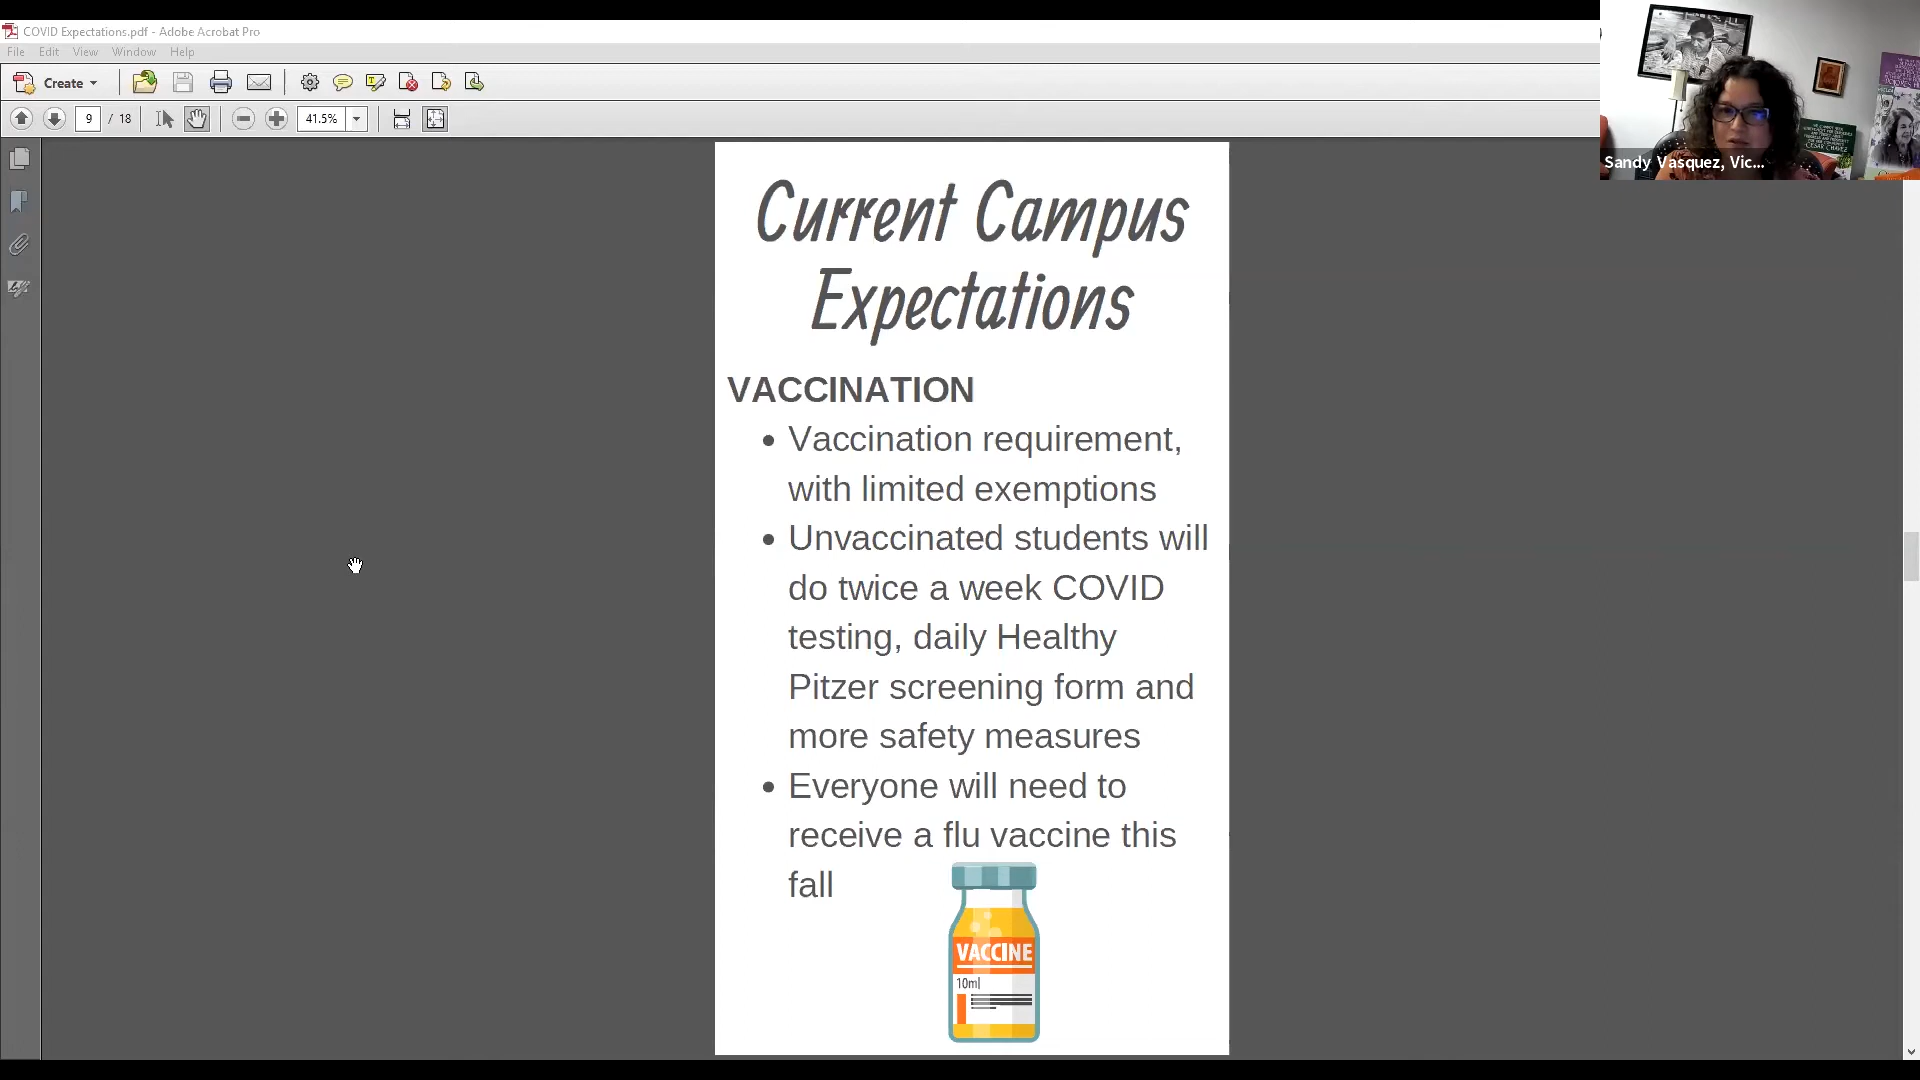 COVID Expectations.pdf - Adobe Acrobat Pro
File Edit View Window Help
Create
9 / 18 41.5%
Sandy Vasquez, Vic...
CESAR CHAVEZ
Current Campus
Expectations
VACCINATION
• Vaccination requirement,
with limited exemptions
• Unvaccinated students will
do twice a week COVID
testing, daily Healthy
Pitzer screening form and
more safety measures
• Everyone will need to
receive a flu vaccine this
fall
VACCINE
10ml